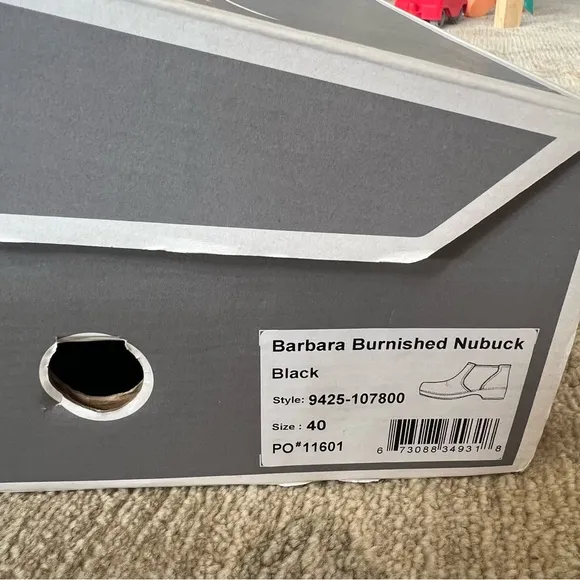 Barbara Burnished Nubuck
Black
Style: 9425-107800
Size : 40
PO#11601
6 73088 34931 8